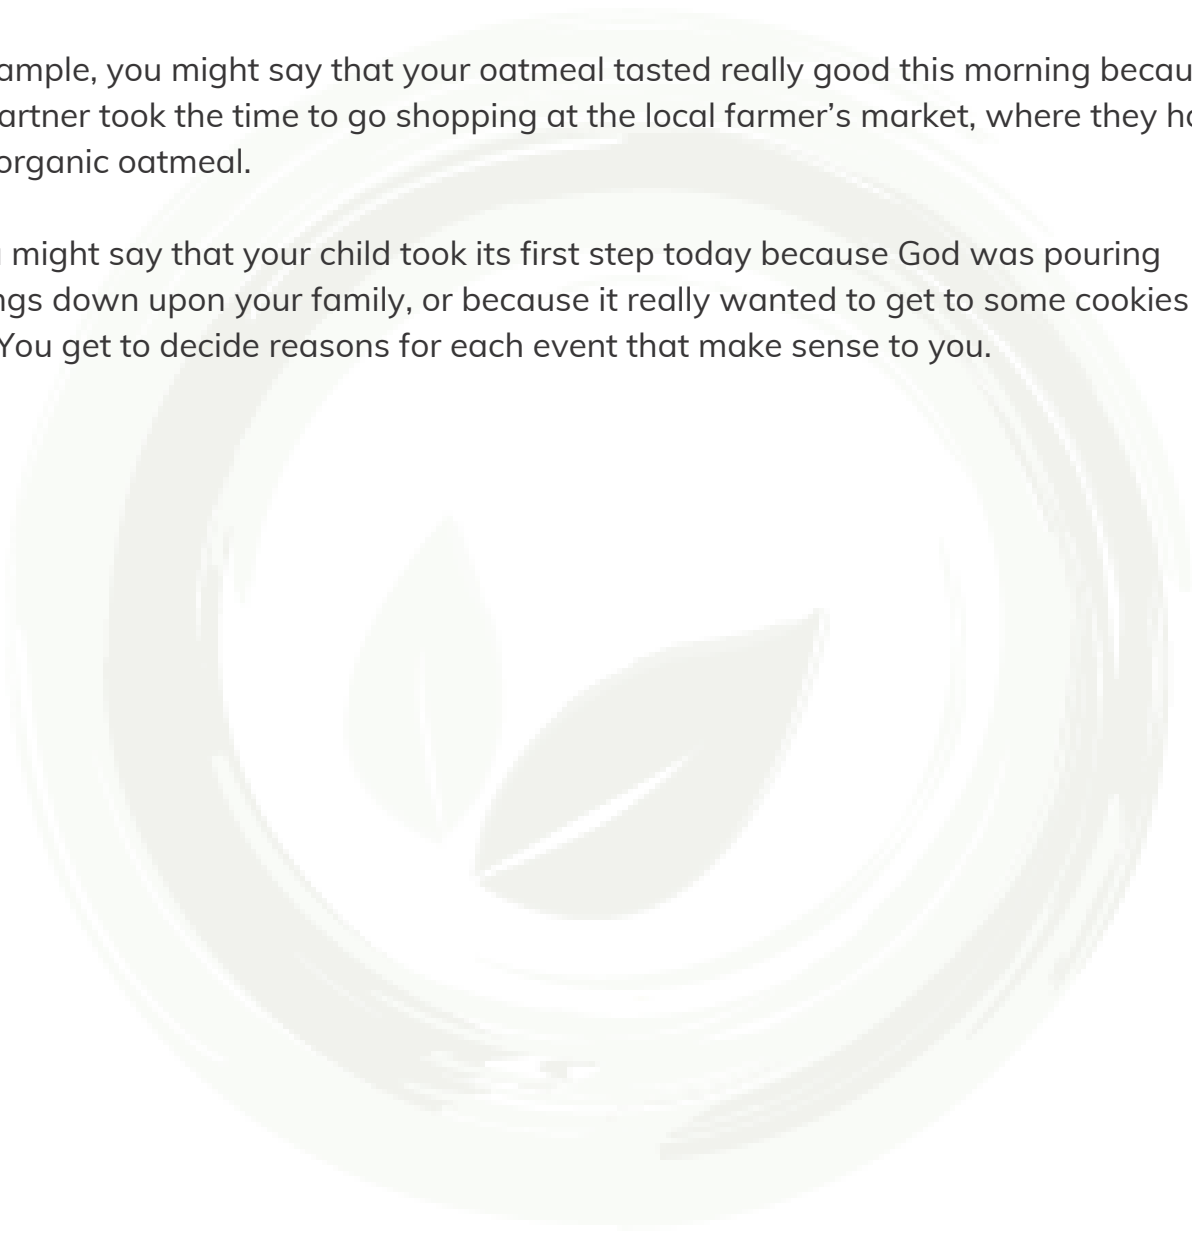 ample, you might say that your oatmeal tasted really good this morning becau
artner took the time to go shopping at the local farmer’s market, where they
organic oatmeal.
might say that your child took its first step today because God was pouring
ngs down upon your family, or because it really wanted to get to some cookies
You get to decide reasons for each event that make sense to you.